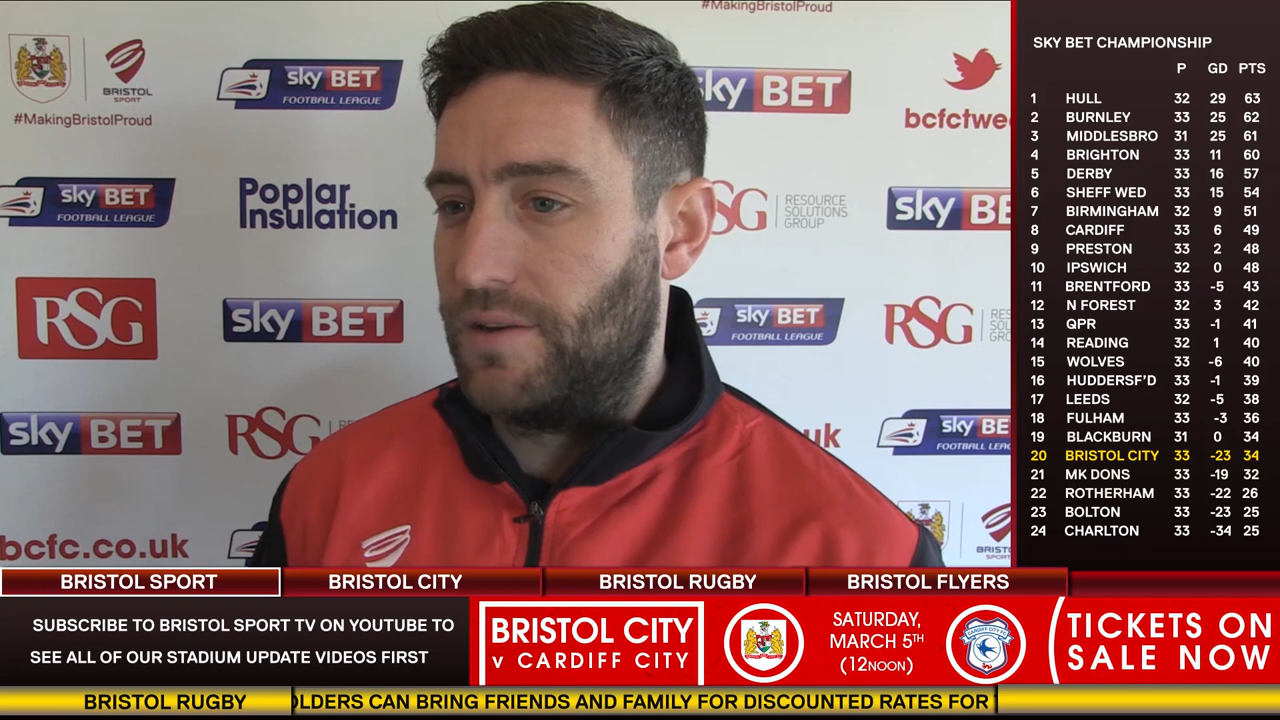 #MakingBristolProud
BRISTOL SPORT
#MakingBristolProud
sky BET
FOOTBALL LEAGUE
sky BET
bcfctwe
sky BET
FOOTBALL LEAGUE
Poplar
Insulation
RSG
RESOURCE
SOLUTIONS
GROUP
sky BE
RSG
sky BET
sky BET
FOOTBALL LEAGUE
RSG
sky BET
RSG
uk
sky BET
FOOTBALL LEAG
bcfc.co.uk
SKY BET CHAMPIONSHIP
P GD PTS
1 HULL 32 29 63
2 BURNLEY 33 25 62
3 MIDDLESBRO 31 25 61
4 BRIGHTON 33 11 60
5 DERBY 33 16 57
6 SHEFF WED 33 15 54
7 BIRMINGHAM 32 9 51
8 CARDIFF 33 6 49
9 PRESTON 33 2 48
10 IPSWICH 32 0 48
11 BRENTFORD 33 -5 43
12 N FOREST 32 3 42
13 QPR 33 -1 41
14 READING 32 1 40
15 WOLVES 33 -6 40
16 HUDDERSF'D 33 -1 39
17 LEEDS 32 -5 38
18 FULHAM 33 -3 36
19 BLACKBURN 31 0 34
20 BRISTOL CITY 33 -23 34
21 MK DONS 33 -19 32
22 ROTHERHAM 33 -22 26
23 BOLTON 33 -23 25
24 CHARLTON 33 -34 25
BRISTOL SPORT BRISTOL CITY BRISTOL RUGBY BRISTOL FLYERS
SUBSCRIBE TO BRISTOL SPORT TV ON YOUTUBE TO
SEE ALL OF OUR STADIUM UPDATE VIDEOS FIRST
BRISTOL CITY
v CARDIFF CITY
SATURDAY,
MARCH 5TH
(12NOON)
CARDIFF CITY FC
TICKETS ON
SALE NOW
BRISTOL RUGBY
OLDERS CAN BRING FRIENDS AND FAMILY FOR DISCOUNTED RATES FOR